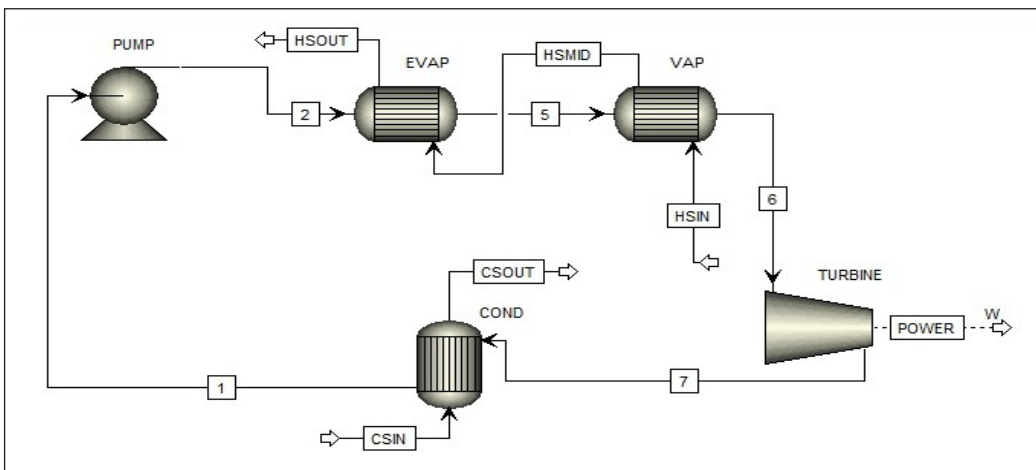 HSOUT
HSMID
PUMP
EVAP
VAP
2
5
6
HSIN
CSOUT
TURBINE
COND
POWER
W
1
7
CSIN